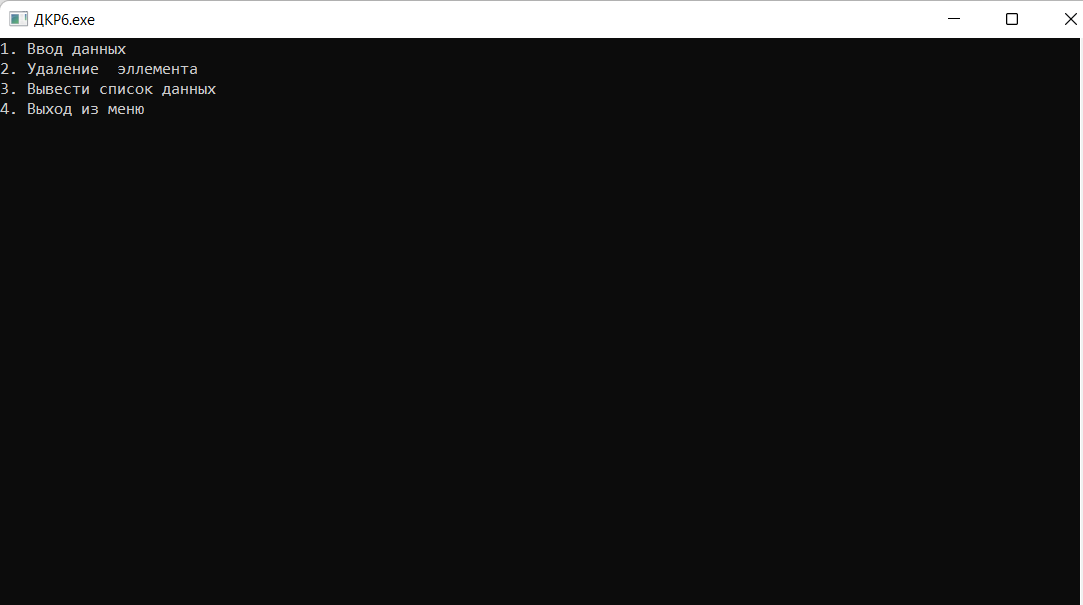 ДКР6.exe
1. Ввод данных
2. Удаление  эллемента
3. Вывести список данных
4. Выход из меню